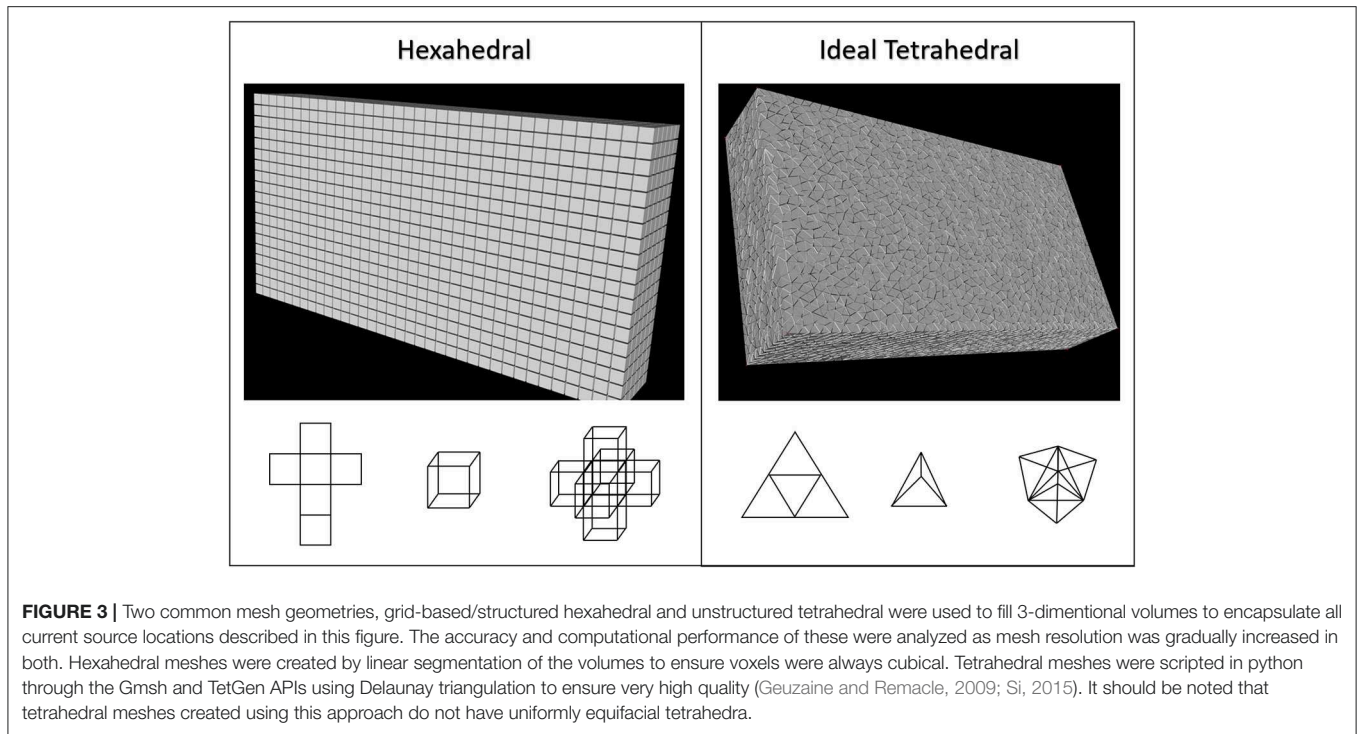 Hexahedral
Ideal Tetrahedral
FIGURE 3 | Two common mesh geometries, grid-based/structured hexahedral and unstructured tetrahedral were used to fill 3-dimentional volumes to encapsulate all
current source locations described in this figure. The accuracy and computational performance of these were analyzed as mesh resolution was gradually increased in
both. Hexahedral meshes were created by linear segmentation of the volumes to ensure voxels were always cubical. Tetrahedral meshes were scripted in python
through the Gmsh and TetGen APIs using Delaunay triangulation to ensure very high quality (Geuzaine and Remacle, 2009; Si, 2015). It should be noted that
tetrahedral meshes created using this approach do not have uniformly equifacial tetrahedra.